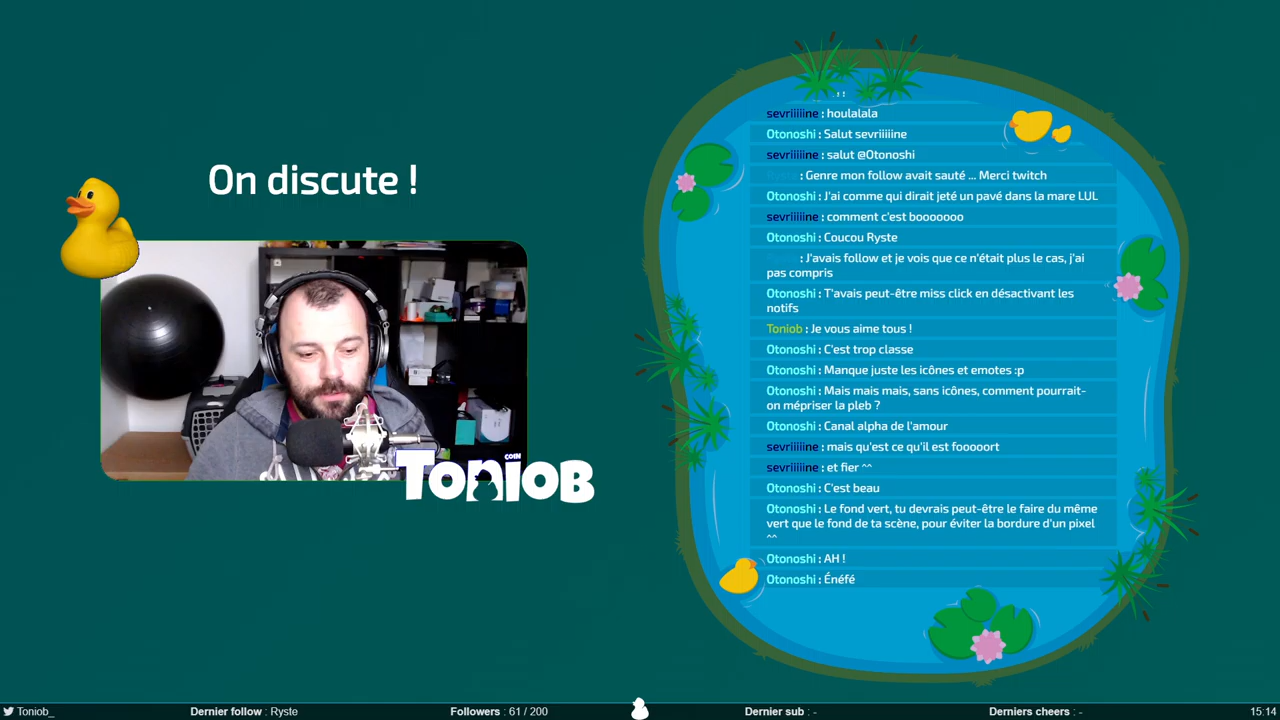 On discute !
COIN
TONIOB
sevriiiiine : houlalala
Otonoshi : Salut sevriiiiine
sevriiiiine : salut @Otonoshi
Ryste : Genre mon follow avait sauté ... Merci twitch
Otonoshi : J'ai comme qui dirait jeté un pavé dans la mare LUL
sevriiiiine : comment c'est booooooo
Otonoshi : Coucou Ryste
: J'avais follow et je vois que ce n'était plus le cas, j'ai
pas compris
Otonoshi : T'avais peut-être miss click en désactivant les
notifs
Toniob : Je vous aime tous !
Otonoshi : C'est trop classe
Otonoshi : Manque juste les icônes et emotes :p
Otonoshi : Mais mais mais, sans icônes, comment pourrait-
on mépriser la pleb ?
Otonoshi : Canal alpha de l'amour
sevriiiiine : mais qu'est ce qu'il est fooooort
sevriiiiine : et fier ^^
Otonoshi : C'est beau
Otonoshi : Le fond vert, tu devrais peut-être le faire du même
vert que le fond de ta scène, pour éviter la bordure d'un pixel
^^
Otonoshi : AH !
Otonoshi : Énéfé
Toniob_
Dernier follow : Ryste
Followers : 61 / 200
Dernier sub : -
Derniers cheers : -
15:14